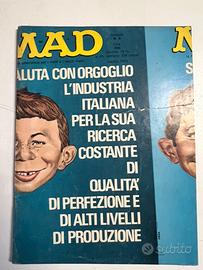 MAD
M
SALUTA CON ORGOGLIO
S
L'INDUSTRIA
ITALIANA
PER LA SUA
RICERCA
COSTANTE
DI
QUALITA'
DI PERFEZIONE E
DI ALTI LIVELLI
DI PRODUZIONE
subito